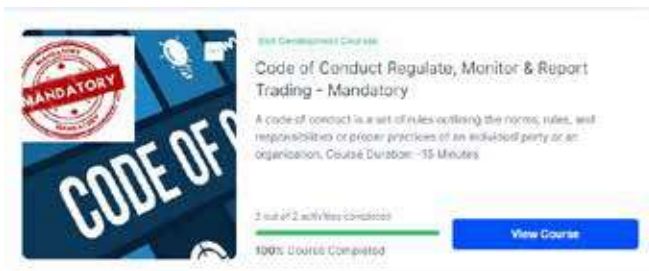 MANDATORY
MANDATORY
CODE OF C
Skill Development Courses
Code of Conduct Regulate, Monitor & Report
Trading - Mandatory
A code of conduct is a set of rules outlining the norms, rules, and
responsibilities or proper practices of an individual party or an
organization. Course Duration: -15 Minutes
2 out of 2 activities completed
100% Course Completed
View Course